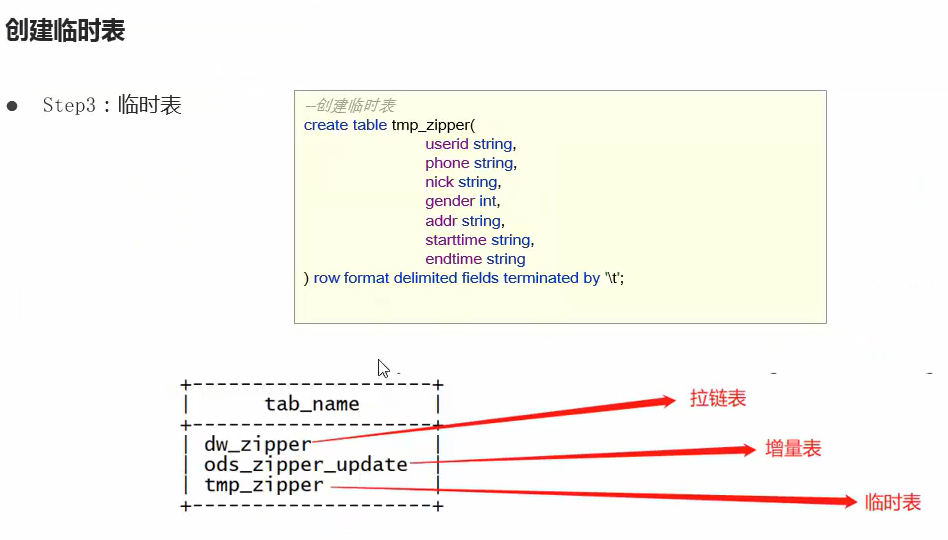 创建临时表
● Step3：临时表
--创建临时表
create table tmp_zipper(
userid string,
phone string,
nick string,
gender int,
addr string,
starttime string,
endtime string
) row format delimited fields terminated by '\t';
+-----------------------+
| tab_name |
+-----------------------+
| dw_zipper | 拉链表
| ods_zipper_update | 增量表
| tmp_zipper | 临时表
+-----------------------+